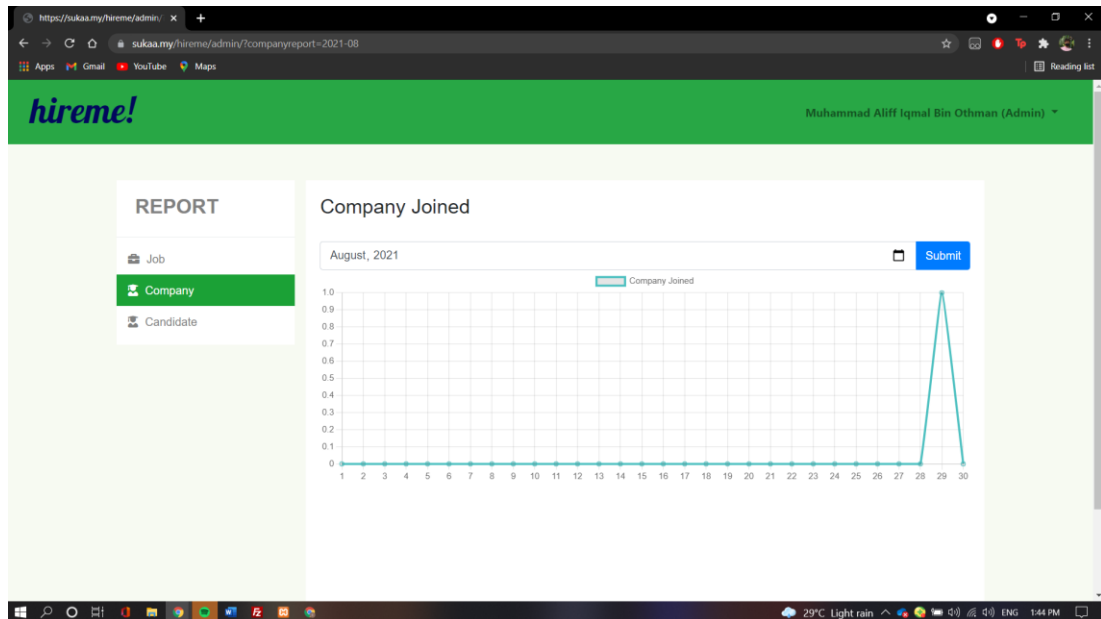 https://sukaa.my/hireme/admin/
sukaa.my/hireme/admin/?companyreport=2021-08
Apps Gmail YouTube Maps Reading list
hireme!
Muhammad Aliff Iqmal Bin Othman (Admin)
REPORT
Job
Company
Candidate
Company Joined
August, 2021
Submit
Company Joined
1.0
0.9
0.8
0.7
0.6
0.5
0.4
0.3
0.2
0.1
0
1 2 3 4 5 6 7 8 9 10 11 12 13 14 15 16 17 18 19 20 21 22 23 24 25 26 27 28 29 30
29°C Light rain ENG 1:44 PM